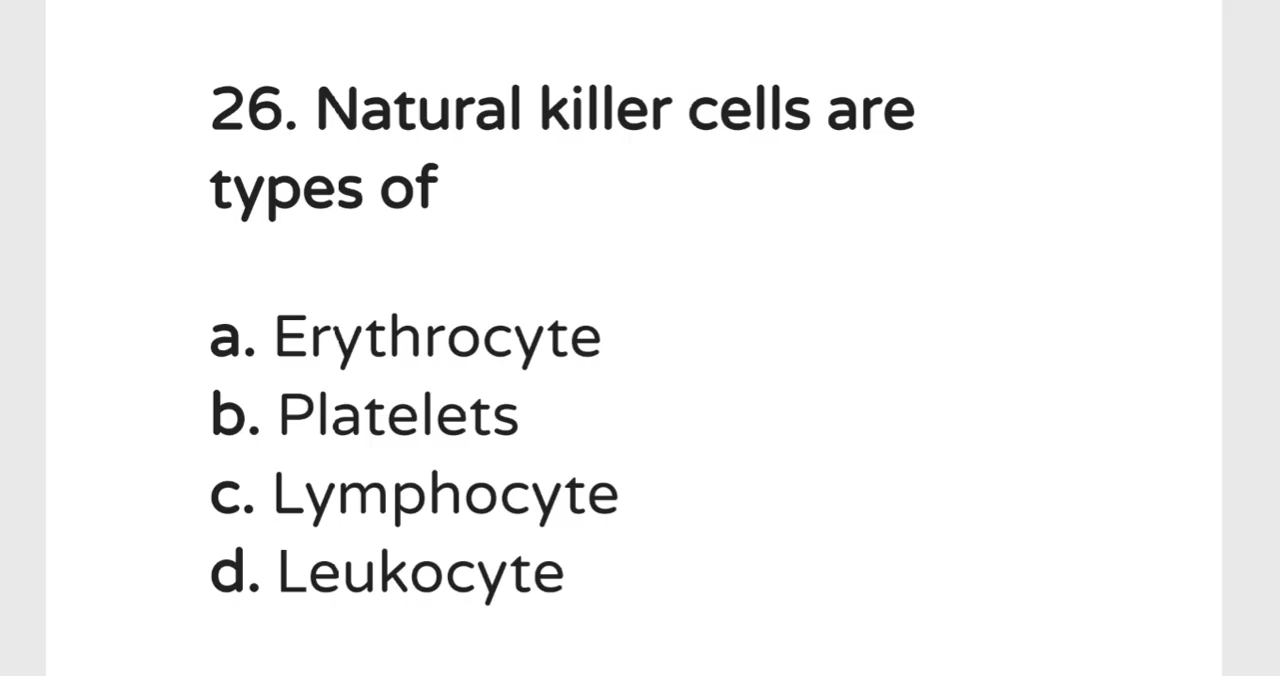 26. Natural killer cells are
types of
a. Erythrocyte
b. Platelets
c. Lymphocyte
d. Leukocyte